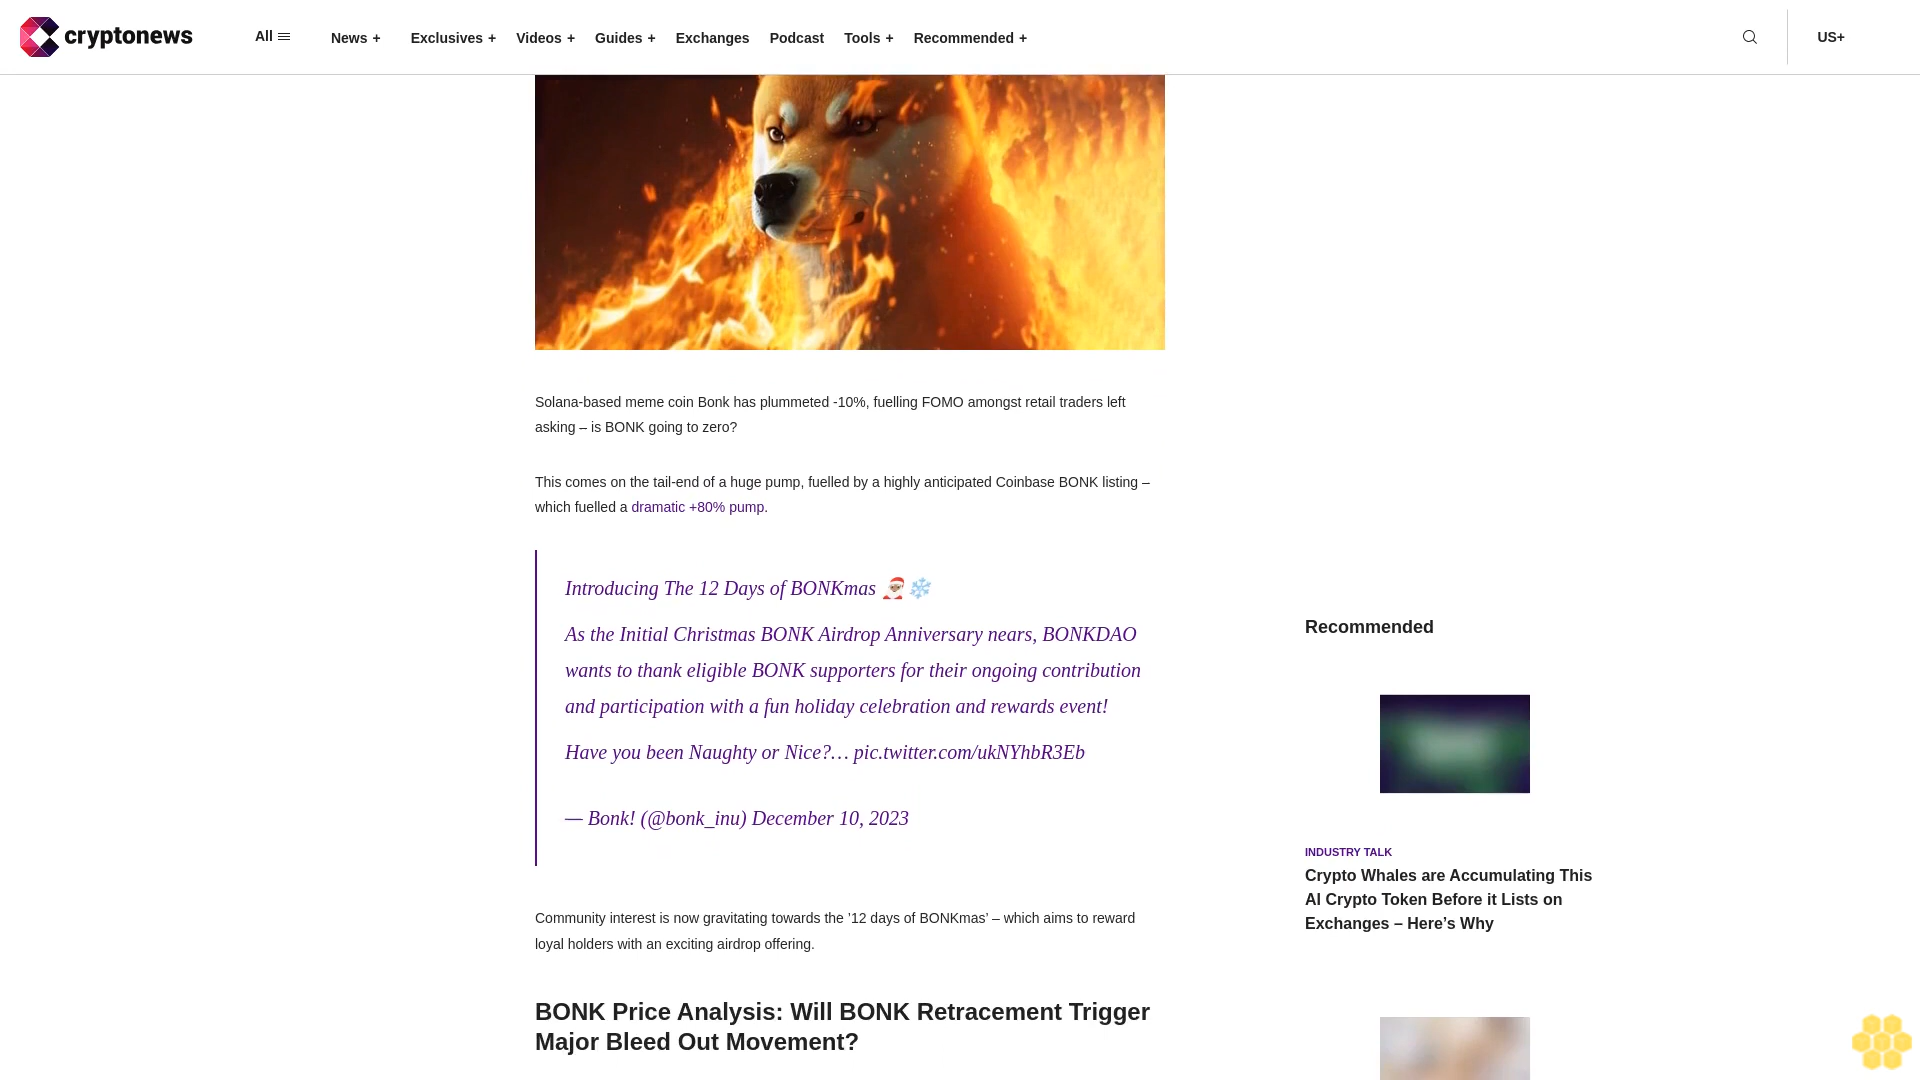 cryptonews
All
News +
Exclusives +
Videos +
Guides +
Exchanges
Podcast
Tools +
Recommended +
US+
Solana-based meme coin Bonk has plummeted -10%, fuelling FOMO amongst retail traders left
asking – is BONK going to zero?
This comes on the tail-end of a huge pump, fuelled by a highly anticipated Coinbase BONK listing –
which fuelled a dramatic +80% pump.
Introducing The 12 Days of BONKmas 🎅🏼❄️
As the Initial Christmas BONK Airdrop Anniversary nears, BONKDAO
wants to thank eligible BONK supporters for their ongoing contribution
and participation with a fun holiday celebration and rewards event!
Have you been Naughty or Nice?… pic.twitter.com/ukNYhbR3Eb
— Bonk! (@bonk_inu) December 10, 2023
Community interest is now gravitating towards the ’12 days of BONKmas’ – which aims to reward
loyal holders with an exciting airdrop offering.
BONK Price Analysis: Will BONK Retracement Trigger
Major Bleed Out Movement?
Recommended
INDUSTRY TALK
Crypto Whales are Accumulating This
AI Crypto Token Before it Lists on
Exchanges – Here’s Why